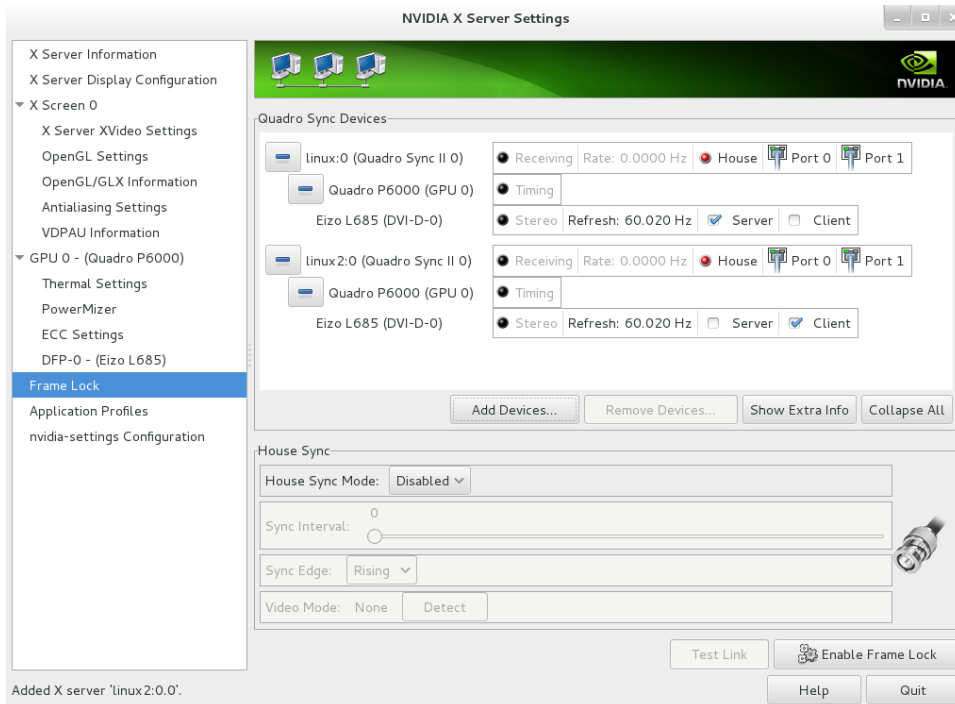 NVIDIA X Server Settings
X Server Information
X Server Display Configuration
X Screen 0
X Server XVideo Settings
OpenGL Settings
OpenGL/GLX Information
Antialiasing Settings
VDPAU Information
GPU 0 - (Quadro P6000)
Thermal Settings
PowerMizer
ECC Settings
DFP-0 - (Eizo L685)
Frame Lock
Application Profiles
nvidia-settings Configuration
NVIDIA.
Quadro Sync Devices
linux:0 (Quadro Sync II 0) Receiving Rate: 0.0000 Hz House Port 0 Port 1
Quadro P6000 (GPU 0) Timing
Eizo L685 (DVI-D-0) Stereo Refresh: 60.020 Hz Server Client
linux2:0 (Quadro Sync II 0) Receiving Rate: 0.0000 Hz House Port 0 Port 1
Quadro P6000 (GPU 0) Timing
Eizo L685 (DVI-D-0) Stereo Refresh: 60.020 Hz Server Client
Add Devices... Remove Devices... Show Extra Info Collapse All
House Sync
House Sync Mode: Disabled
0
Sync Interval:
Sync Edge: Rising
Video Mode: None Detect
Test Link Enable Frame Lock
Added X server 'linux2:0.0'. Help Quit